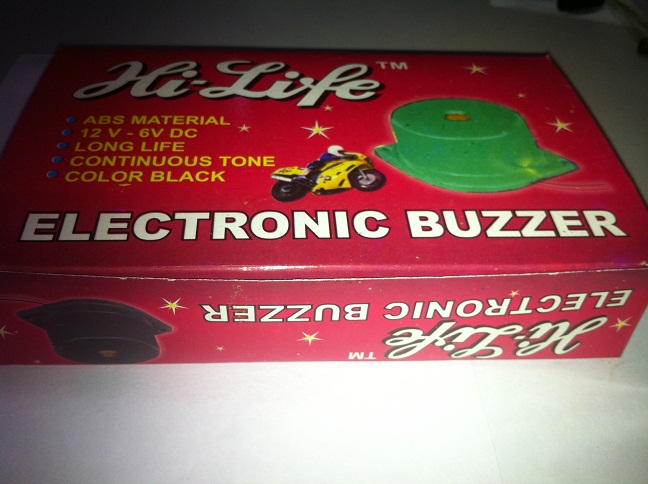 Hi-Life TM
ABS MATERIAL
12 V - 6V DC
LONG LIFE
CONTINUOUS TONE
COLOR BLACK
ELECTRONIC BUZZER
ELECTRONIC BUZZER
Hi-Life TM